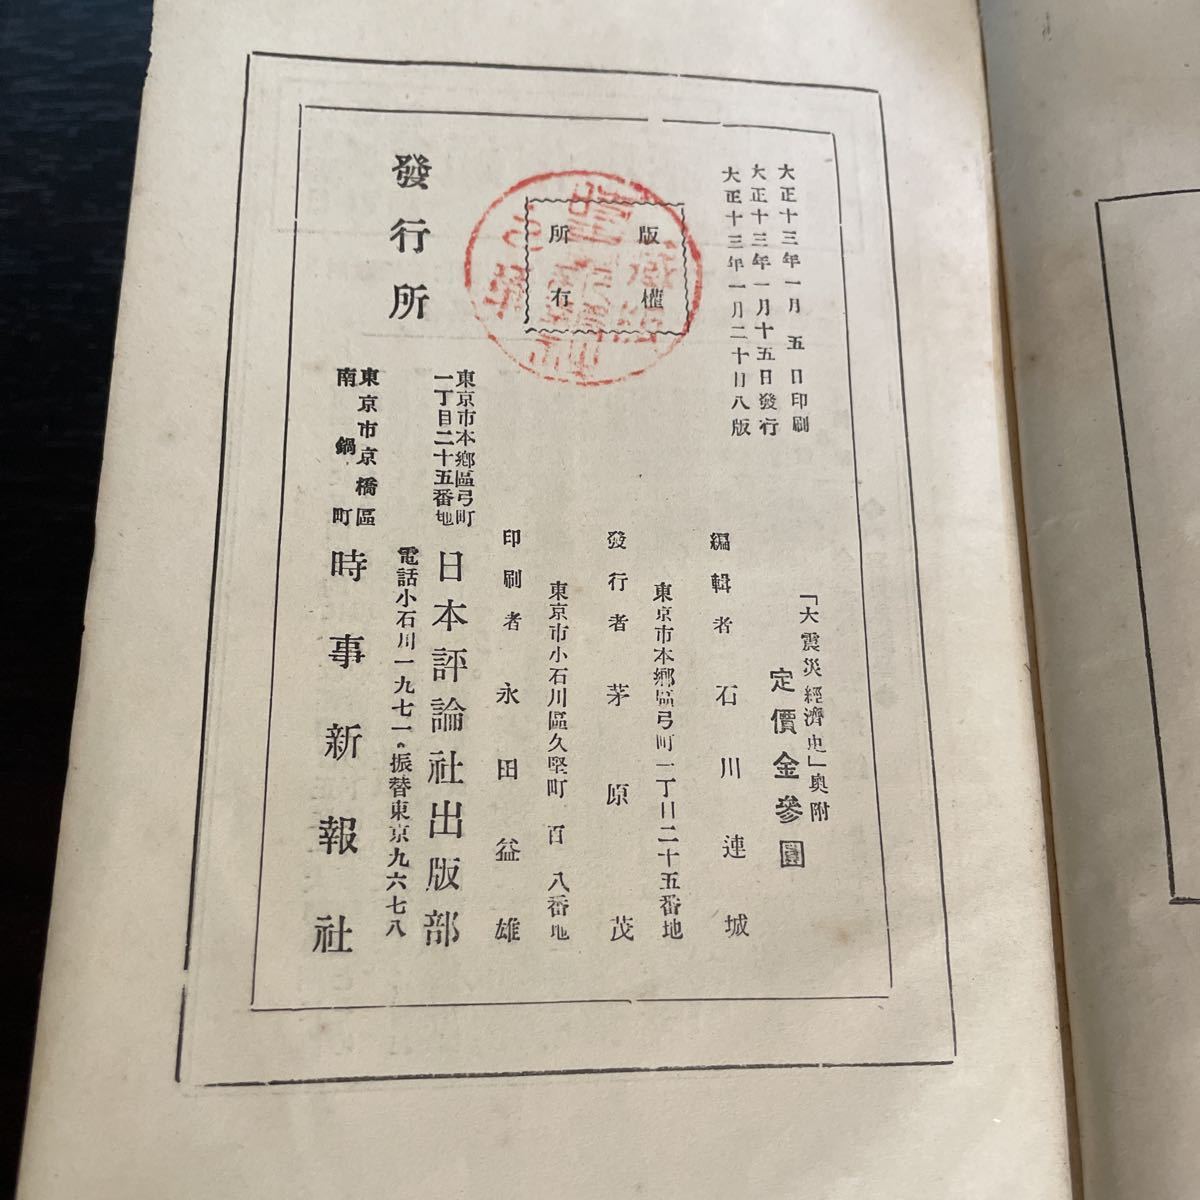 大正十三年一月五日印刷
大正十三年一月十五日發行
大正十三年一月二十日八版
版權所有
「大震災經濟史」奥附
定價金參圓
編輯者 石川連城
東京市本鄕區弓町一丁目二十五番地
發行者 茅原茂
東京市小石川區久堅町百八番地
印刷者 永田益雄
發行所
東京市本鄕區弓町
一丁目二十五番地
日本評論社出版部
電話小石川一九七一・振替東京九六七八
東京市京橋區
南鍋町
時事新報社